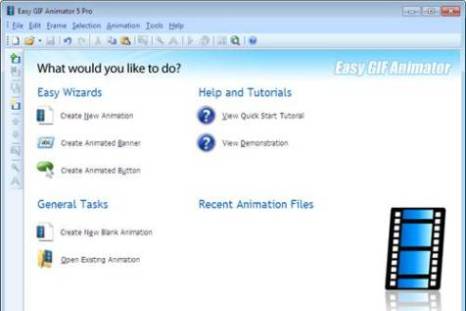 Easy GIF Animator 5 Pro
File Edit Frame Selection Animation Tools Help
What would you like to do?
Easy GIF Animator
Easy Wizards
Create New Animation
Create Animated Banner
Create Animated Button
Help and Tutorials
View Quick Start Tutorial
View Demonstration
General Tasks
Create New Blank Animation
Open Existing Animation
Recent Animation Files